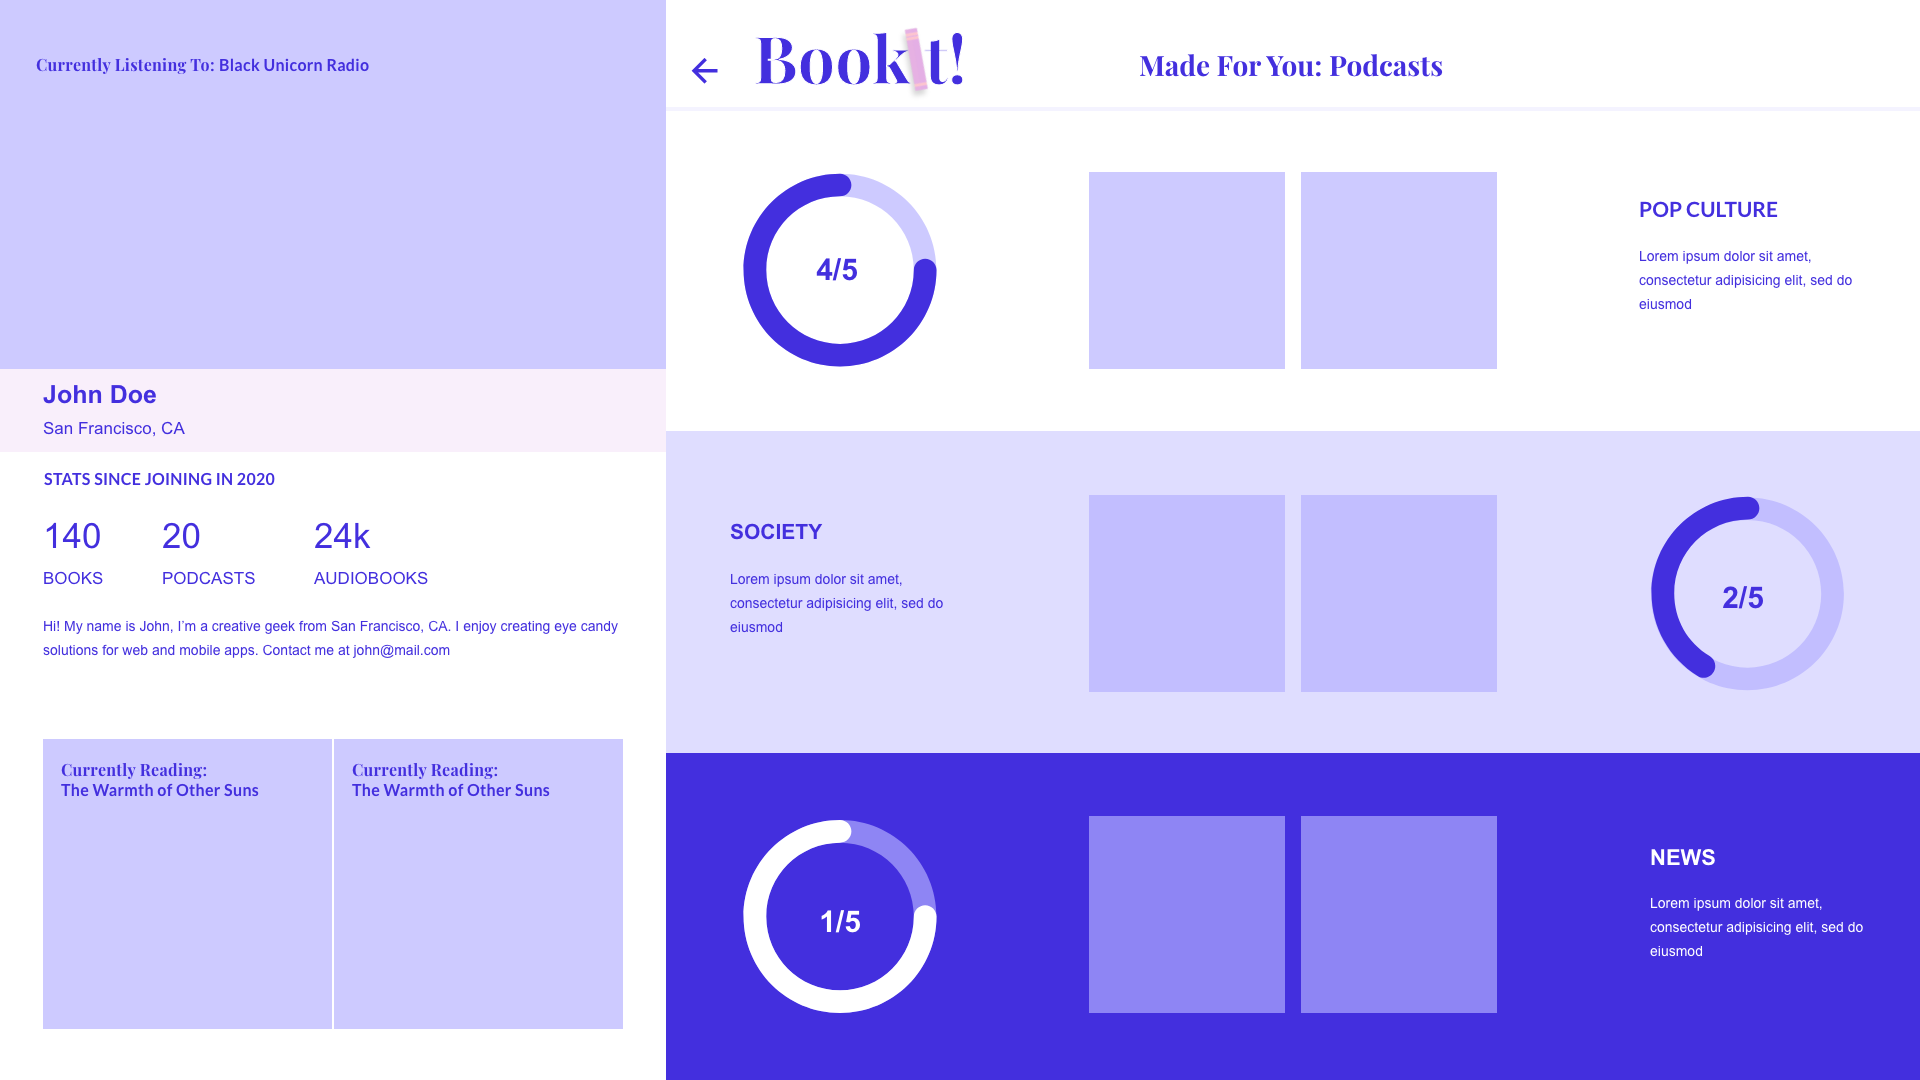 Currently Listening To: Black Unicorn Radio
John Doe
San Francisco, CA
STATS SINCE JOINING IN 2020
140 20 24k
BOOKS PODCASTS AUDIOBOOKS
Hi! My name is John, I'm a creative geek from San Francisco, CA. I enjoy creating eye candy
solutions for web and mobile apps. Contact me at john@mail.com
Currently Reading:
The Warmth of Other Suns
Currently Reading:
The Warmth of Other Suns
Book It!
Made For You: Podcasts
4/5
POP CULTURE
Lorem ipsum dolor sit amet,
consectetur adipisicing elit, sed do
eiusmod
SOCIETY
Lorem ipsum dolor sit amet,
consectetur adipisicing elit, sed do
eiusmod
2/5
1/5
NEWS
Lorem ipsum dolor sit amet,
consectetur adipisicing elit, sed do
eiusmod